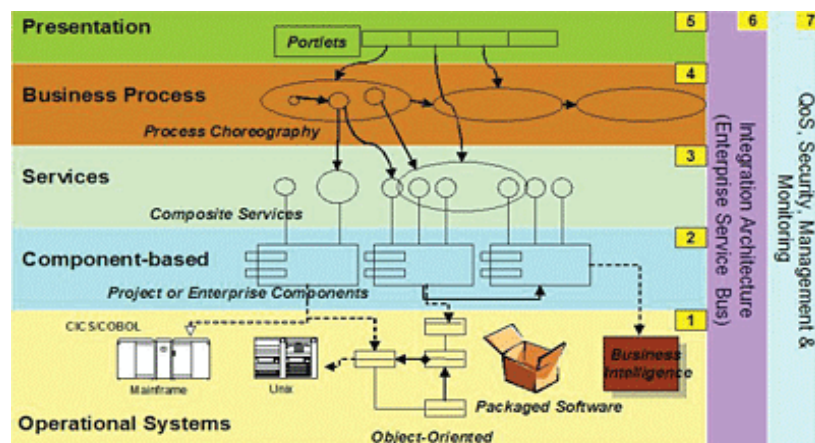 Presentation
Portlets
5
6
7
Business Process
4
Process Choreography
Services
3
Composite Services
Component-based
2
Project or Enterprise Components
CICS/COBOL
1
Mainframe
Unix
Packaged Software
Business
Intelligence
Operational Systems
Object-Oriented
Integration Architecture
(Enterprise Service Bus)
QoS, Security, Management &
Monitoring